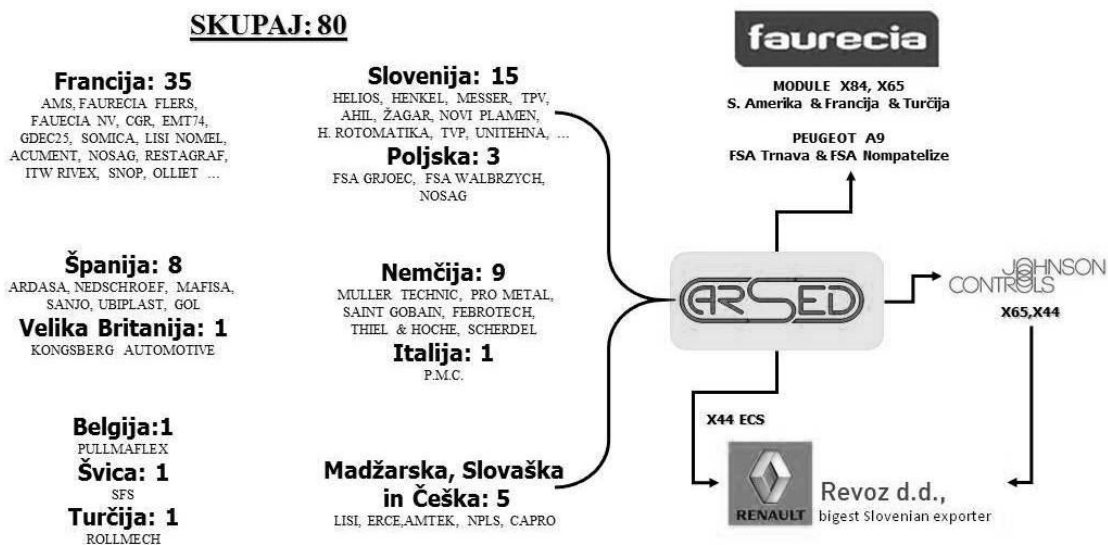 SKUPAJ: 80
Francija: 35
AMS, FAURECIA FLERS,
FAUECIA NV, CGR, EMT74,
GDEC25, SOMICA, LISI NOMEL,
ACUMENT, NOSAG, RESTAGRAF,
ITW RIVEX, SNOP, OLLIET ...
Španija: 8
ARDASA, NEDSCHROEF, MAFISA,
SANJO, UBIPLAST, GOL
Velika Britanija: 1
KONGSBERG AUTOMOTIVE
Belgija:1
PULLMAFLEX
Švica: 1
SFS
Turčija: 1
ROLLMECH
Slovenija: 15
HELIOS, HENKEL, MESSER, TPV,
AHIL, ŽAGAR, NOVI PLAMEN,
H. ROTOMATIKA, TVP, UNITEHNA, ...
Poljska: 3
FSA GRJOEC, FSA WALBRZYCH,
NOSAG
Nemčija: 9
MULLER TECHNIC, PRO METAL,
SAINT GOBAIN, FEBROTECH,
THIEL & HOCHE, SCHERDEL
Italija: 1
P.M.C.
Madžarska, Slovaška
in Češka: 5
LISI, ERCE,AMTEK, NPLS, CAPRO
faurecia
MODULE X84, X65
S. Amerika & Francija & Turčija
PEUGEOT A9
FSA Trnava & FSA Nompatelize
ARSED
JOHNSON
CONTROLS
X65,X44
X44 ECS
RENAULT
Revoz d.d.,
bigest Slovenian exporter